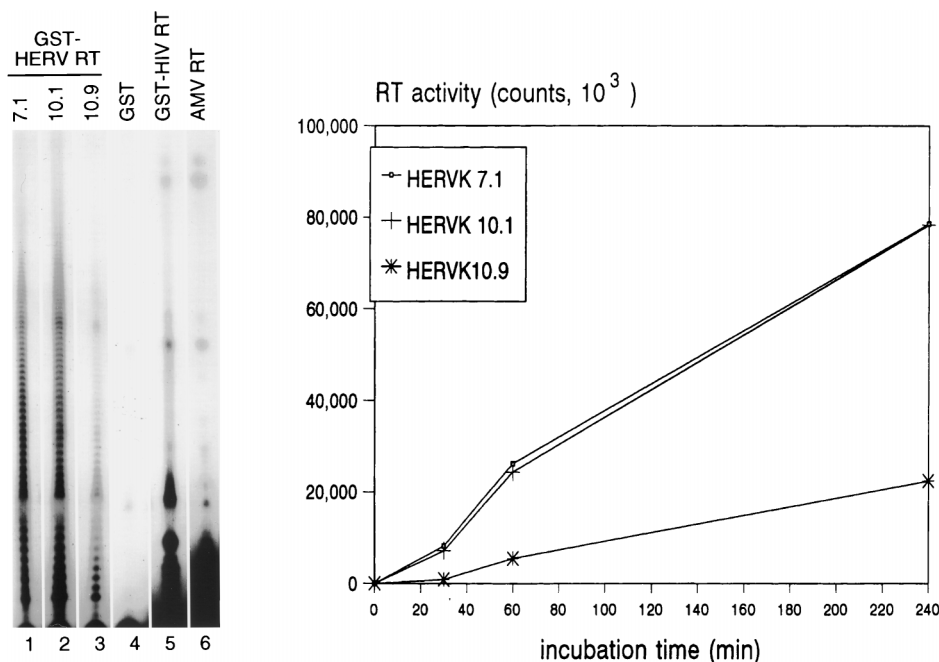 GST-
HERV RT
7.1
10.1
10.9
GST
GST-HIV RT
AMV RT
1 2 3 4 5 6
RT activity (counts, 10³ )
100,000
80,000
60,000
40,000
20,000
0
HERVK 7.1
HERVK 10.1
HERVK10.9
0 20 40 60 80 100 120 140 160 180 200 220 240
incubation time (min)